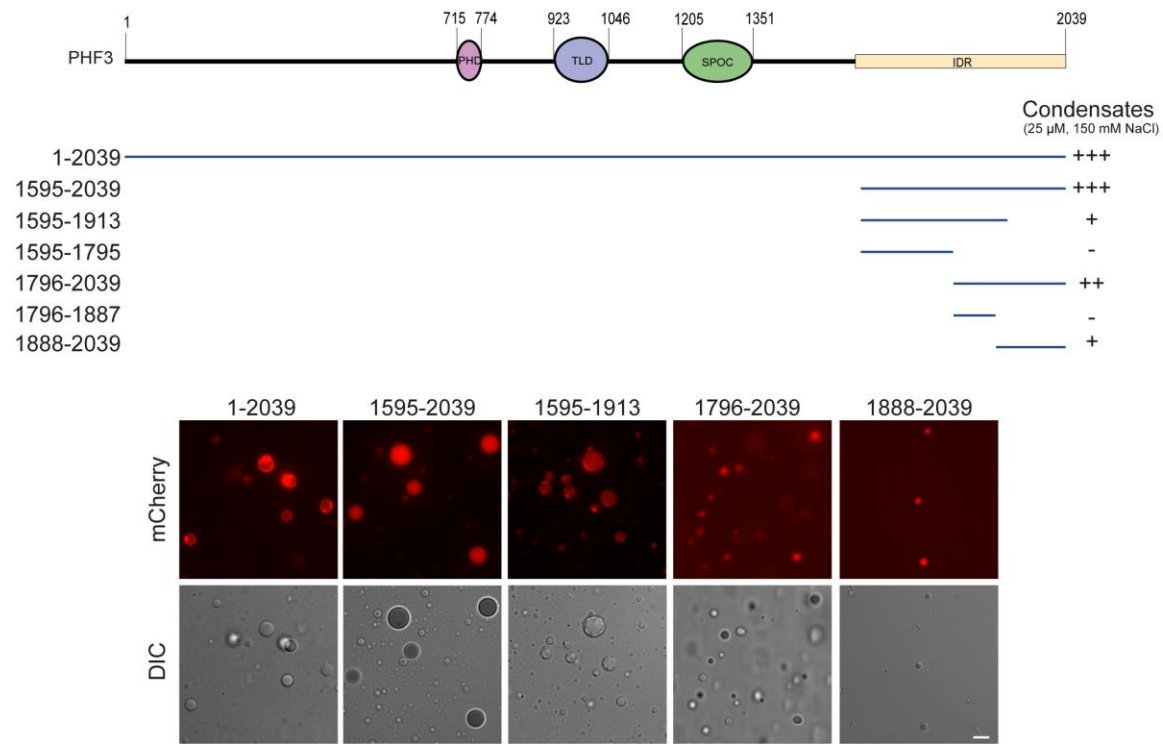 1 715 774 923 1046 1205 1351 2039
PHF3 PHD TLD SPOC IDR
Condensates
(25 µM, 150 mM NaCl)
1-2039 +++
1595-2039 +++
1595-1913 +
1595-1795 -
1796-2039 ++
1796-1887 -
1888-2039 +
1-2039 1595-2039 1595-1913 1796-2039 1888-2039
mCherry
DIC